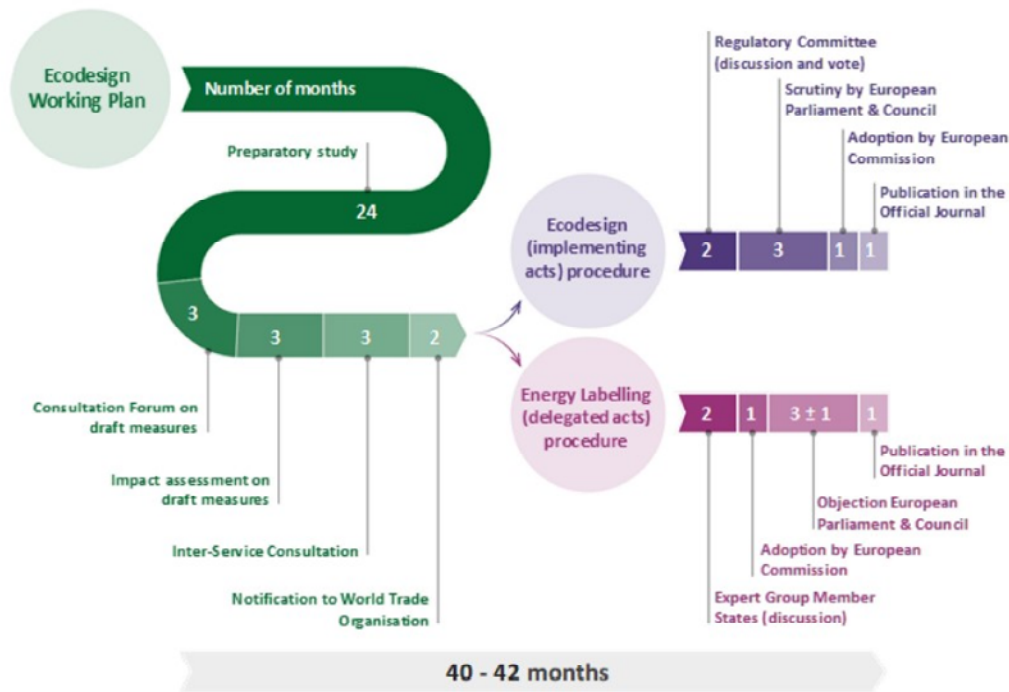 Ecodesign
Working Plan
Number of months
Preparatory study
24
3
3
3
2
Consultation Forum on
draft measures
Impact assessment on
draft measures
Inter-Service Consultation
Notification to World Trade
Organisation
Ecodesign
(implementing
acts) procedure
Regulatory Committee
(discussion and vote)
Scrutiny by European
Parliament & Council
Adoption by European
Commission
Publication in the
Official Journal
2
3
1
1
Energy Labelling
(delegated acts)
procedure
2
1
3 ± 1
1
Publication in the
Official Journal
Objection European
Parliament & Council
Adoption by European
Commission
Expert Group Member
States (discussion)
40 - 42 months